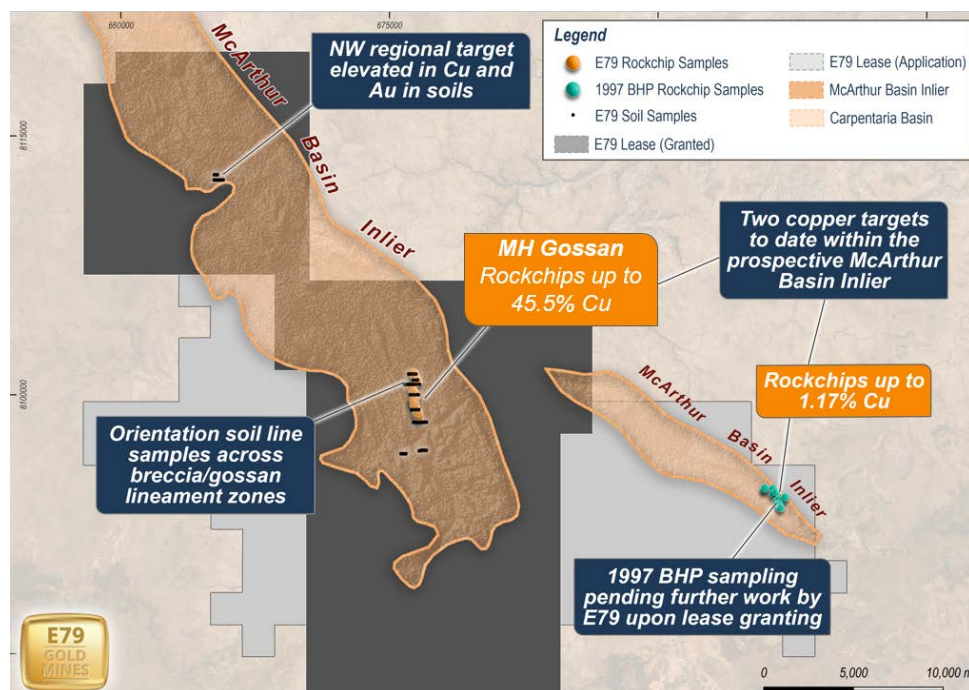 660000
675000
8115000
8100000
McArthur
Basin
Inlier
NW regional target
elevated in Cu and
Au in soils
Legend
E79 Rockchip Samples
1997 BHP Rockchip Samples
E79 Soil Samples
E79 Lease (Granted)
E79 Lease (Application)
McArthur Basin Inlier
Carpentaria Basin
MH Gossan
Rockchips up to
45.5% Cu
Two copper targets
to date within the
prospective McArthur
Basin Inlier
Rockchips up to
1.17% Cu
McArthur
Basin
Inlier
Orientation soil line
samples across
breccia/gossan
lineament zones
1997 BHP sampling
pending further work by
E79 upon lease granting
E79
GOLD
MINES
0 5,000 10,000 m